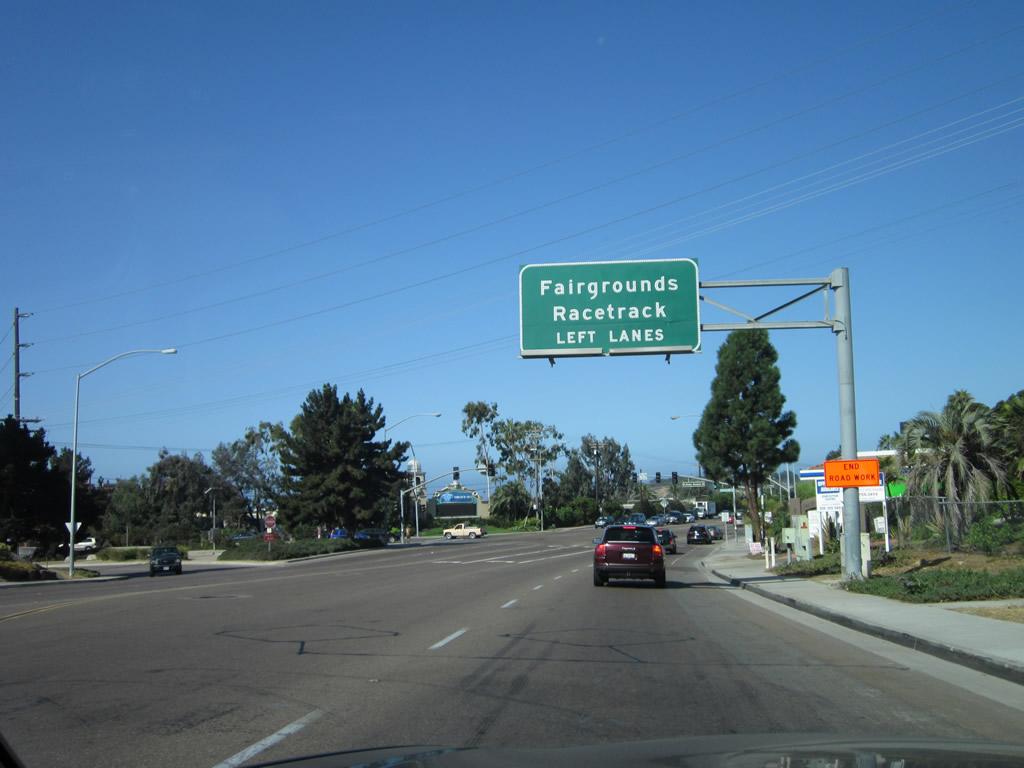 Fairgrounds
Racetrack
LEFT LANES
END
ROAD WORK